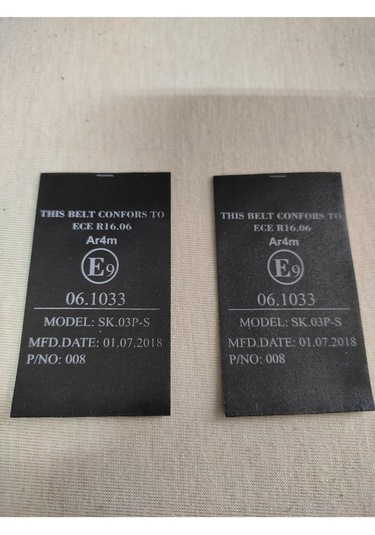 THIS BELT CONFORS TO
ECE R16.06
Ar4m
E9
06.1033
MODEL: SK.03P-S
MFD.DATE: 01.07.2018
P/NO: 008
THIS BELT CONFORS TO
ECE R16.06
Ar4m
E9
06.1033
MODEL: SK.03P-S
MFD.DATE: 01.07.2018
P/NO: 008